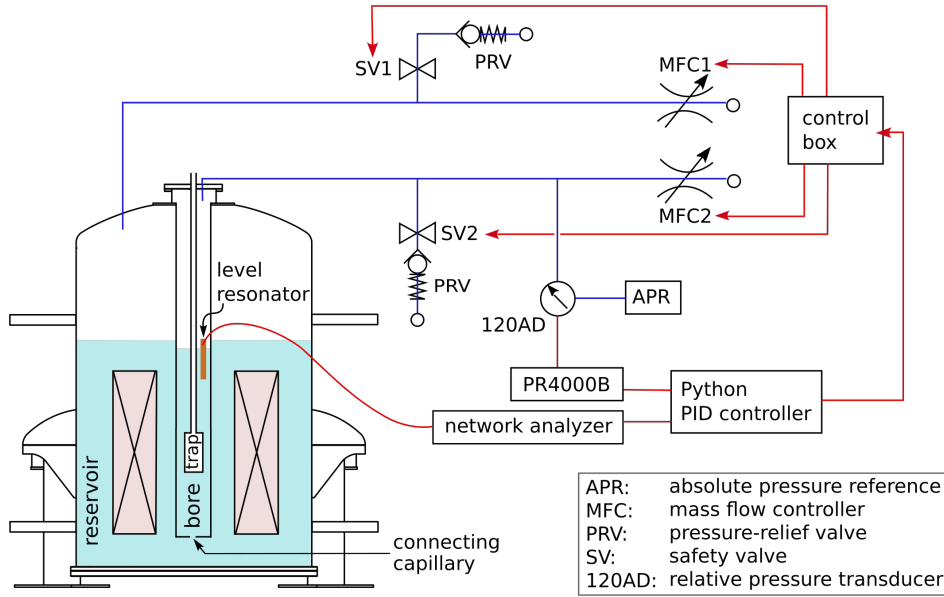 SV1
PRV
MFC1
control
box
MFC2
SV2
level
resonator
PRV
APR
120AD
PR4000B
Python
PID controller
network analyzer
trap
bore
reservoir
connecting
capillary
APR: absolute pressure reference
MFC: mass flow controller
PRV: pressure-relief valve
SV: safety valve
120AD: relative pressure transducer